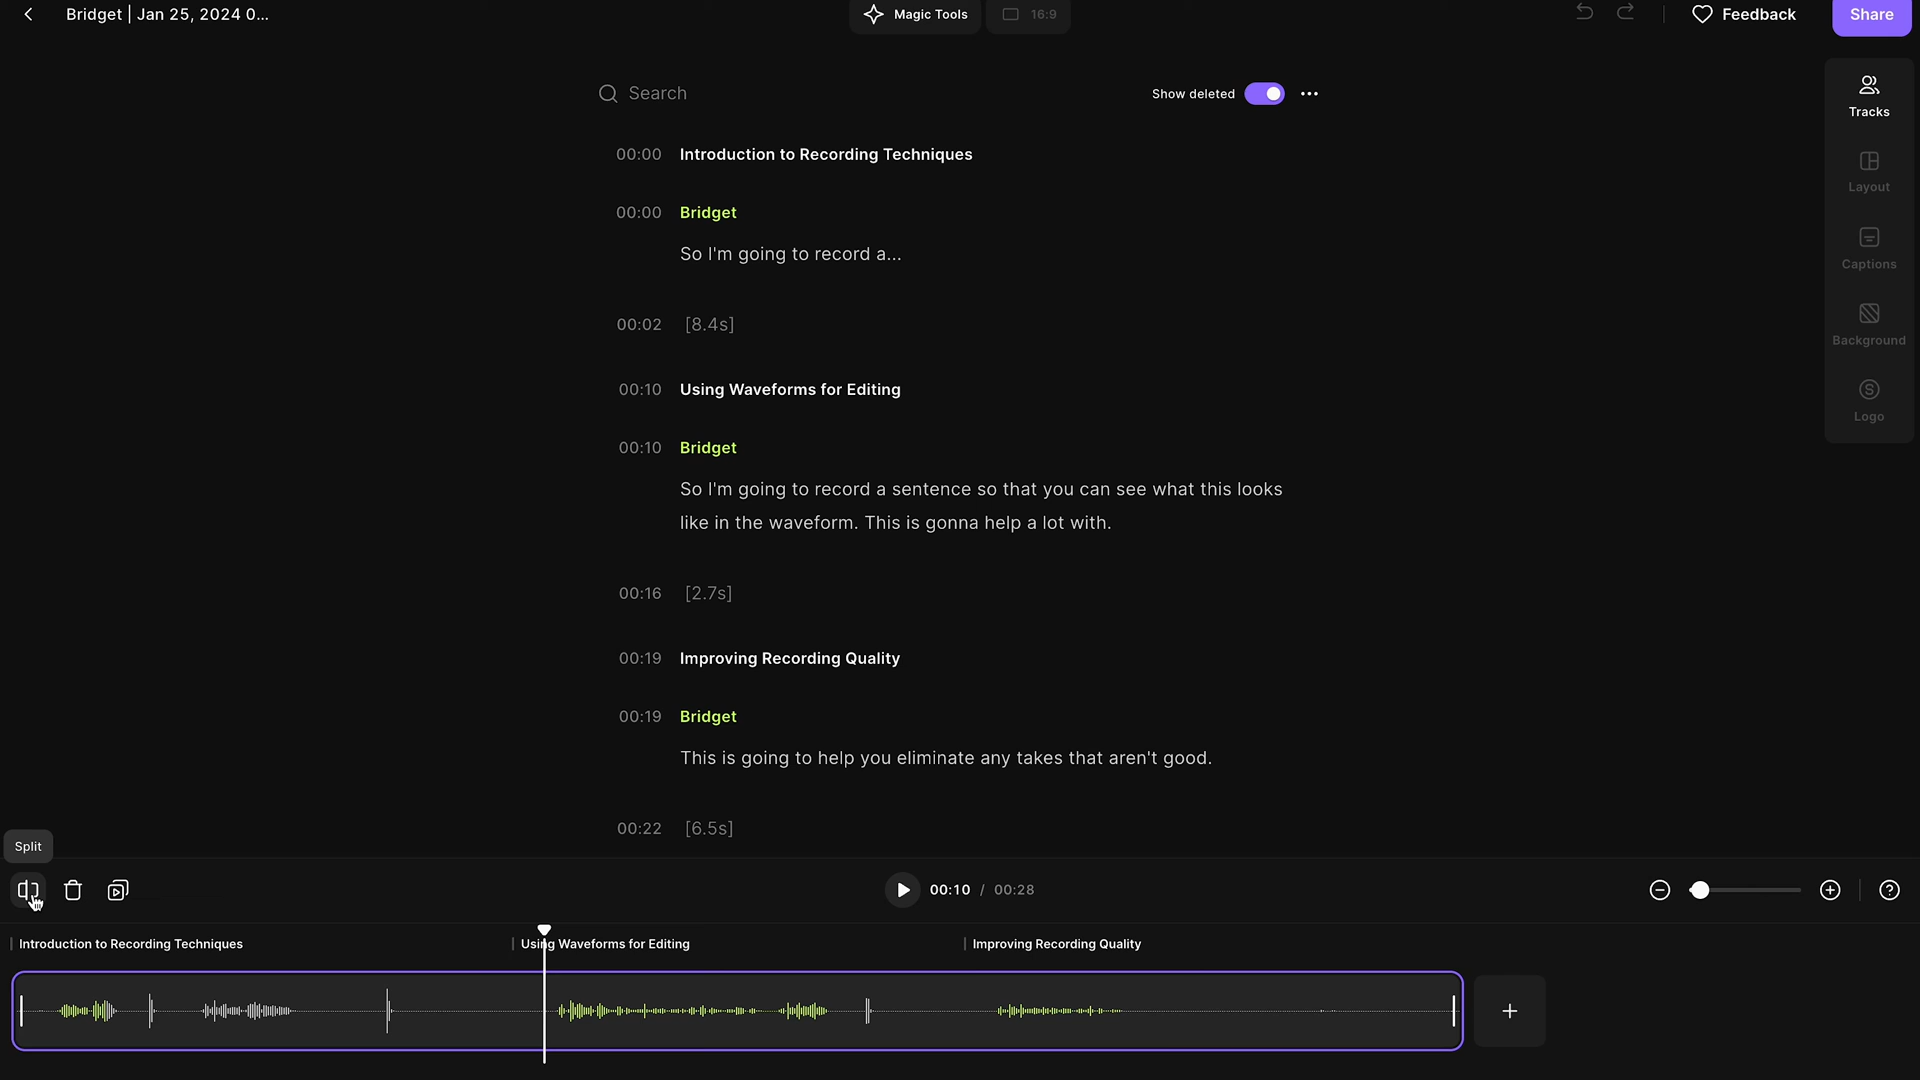 Bridget | Jan 25, 2024 0...
Magic Tools
16:9
Feedback
Share
Search
Show deleted
Tracks
Layout
Captions
Background
Logo
00:00 Introduction to Recording Techniques
00:00 Bridget
So I'm going to record a...
00:02 [8.4s]
00:10 Using Waveforms for Editing
00:10 Bridget
So I'm going to record a sentence so that you can see what this looks
like in the waveform. This is gonna help a lot with.
00:16 [2.7s]
00:19 Improving Recording Quality
00:19 Bridget
This is going to help you eliminate any takes that aren't good.
00:22 [6.5s]
Split
00:10 / 00:28
Introduction to Recording Techniques
Using Waveforms for Editing
Improving Recording Quality